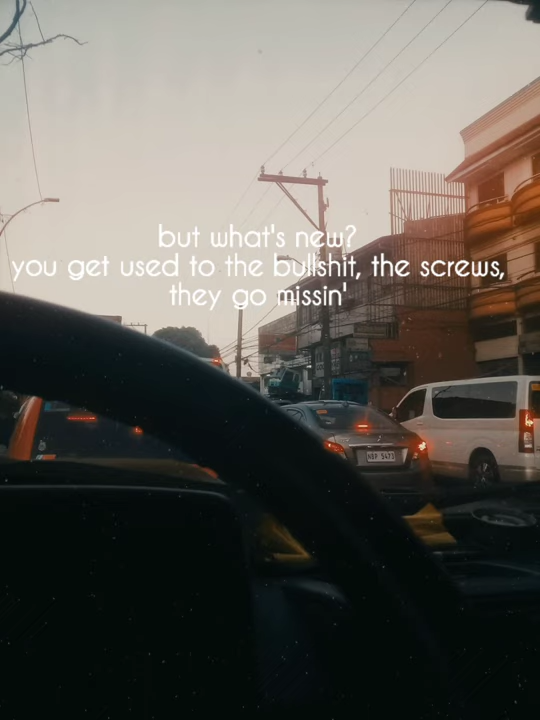 but what's new?
you get used to the bullshit, the screws,
they go missin'